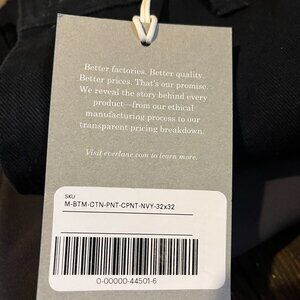 Better factories. Better quality.
Better prices. That's our promise.
We reveal the story behind every
product—from our ethical
manufacturing process to our
transparent pricing breakdown.
Visit everlane.com to learn more.
SKU
M-BTM-CTN-PNT-CPNT-NVY-32x32
0-00000-44501-6